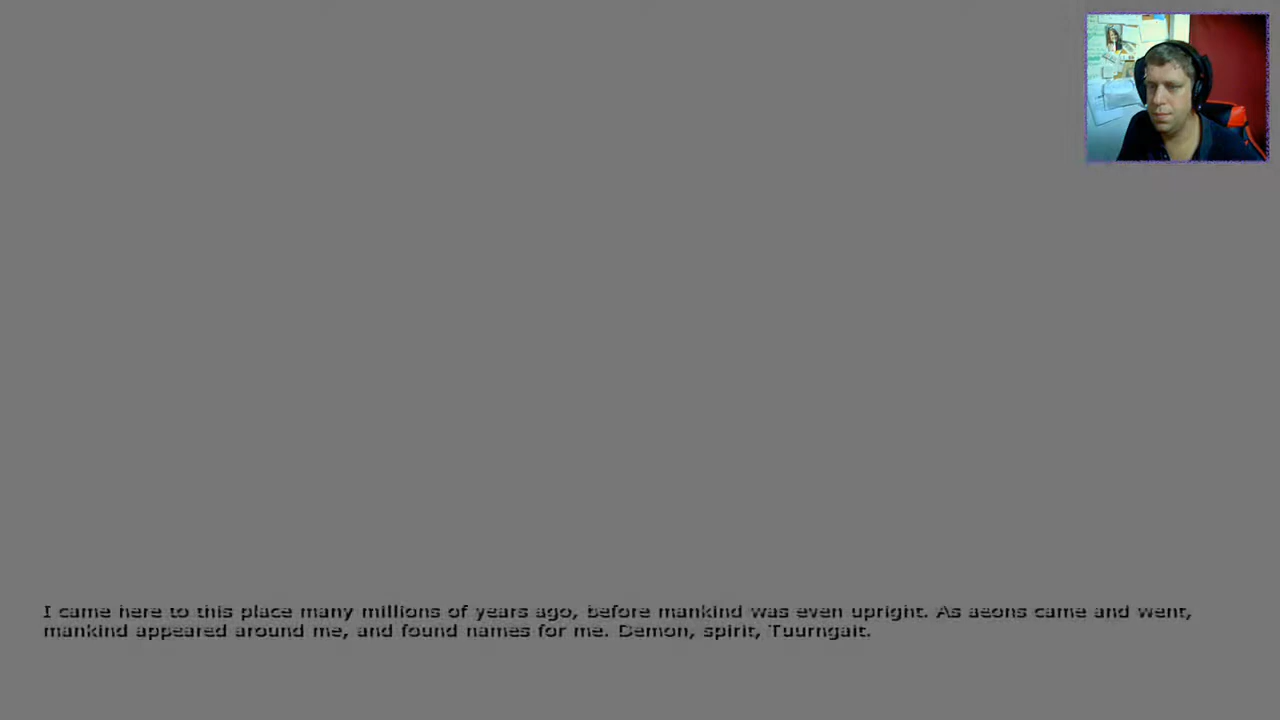 I came here to this place many millions of years ago, before mankind was even upright. As aeons came and went,
mankind appeared around me, and found names for me. Demon, spirit, Tuurngait.